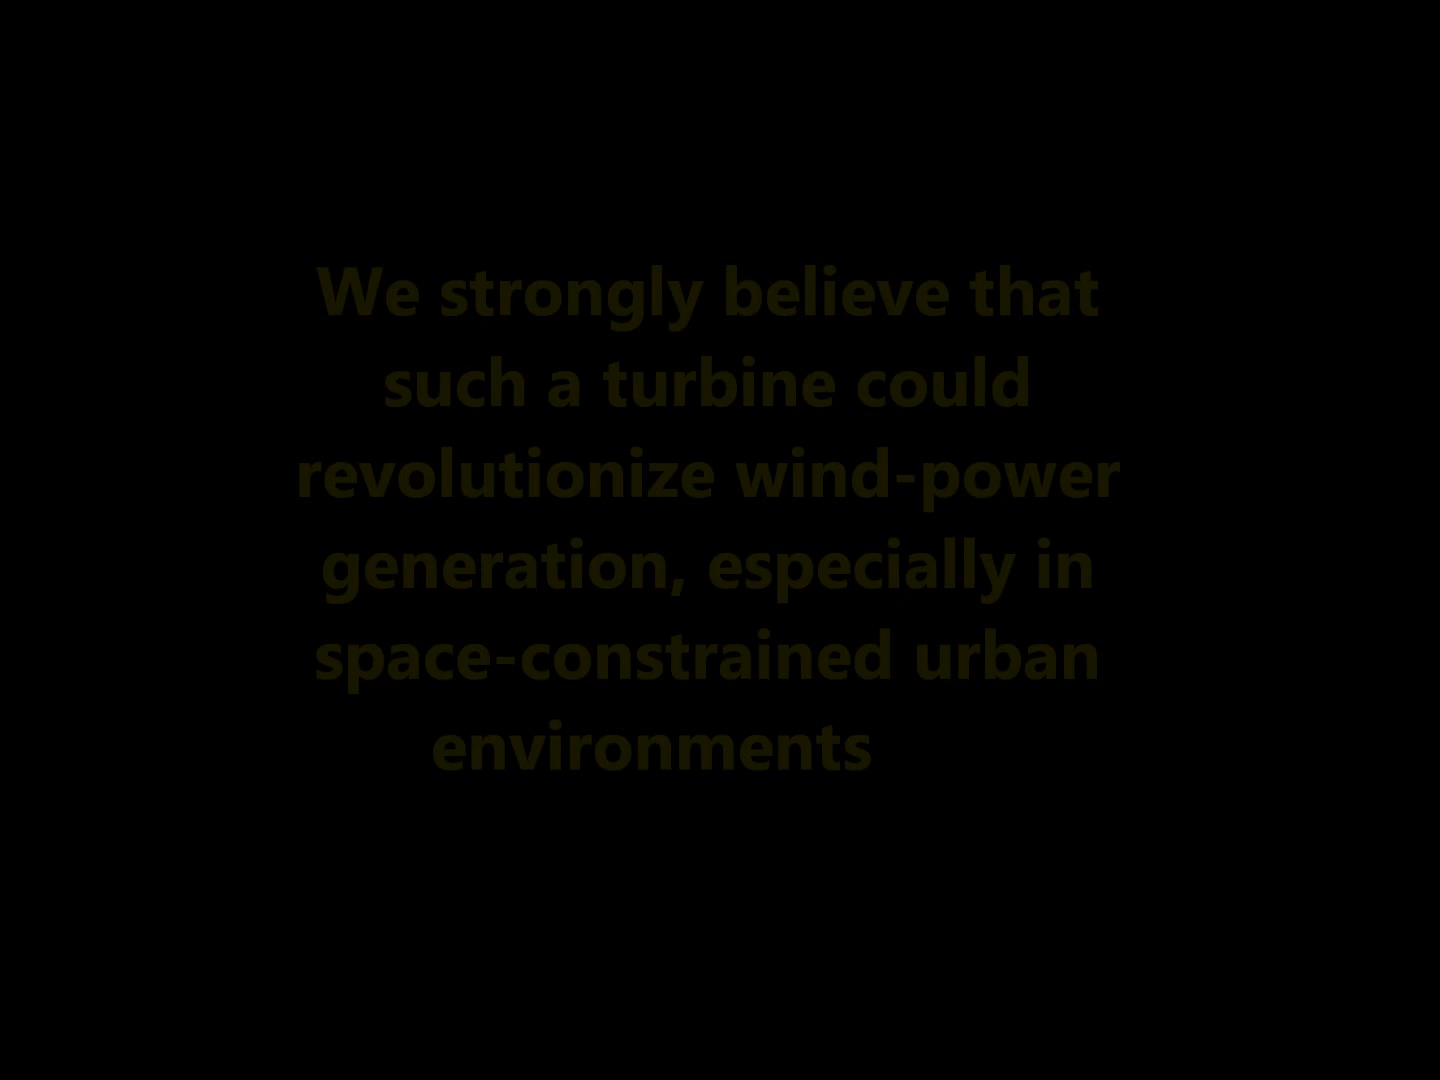 We strongly believe that
such a turbine could
revolutionize wind-power
generation, especially in
space-constrained urban
environments